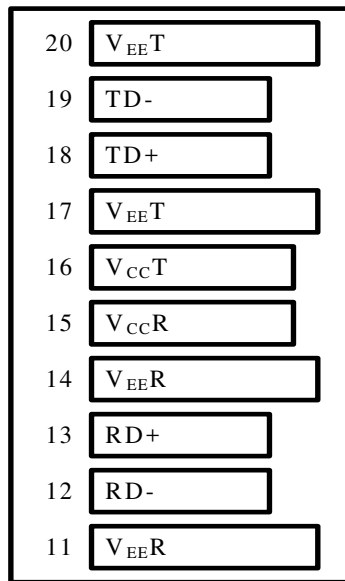 20 VEET
19 TD-
18 TD+
17 VEET
16 VCCT
15 VCCR
14 VEER
13 RD+
12 RD-
11 VEER